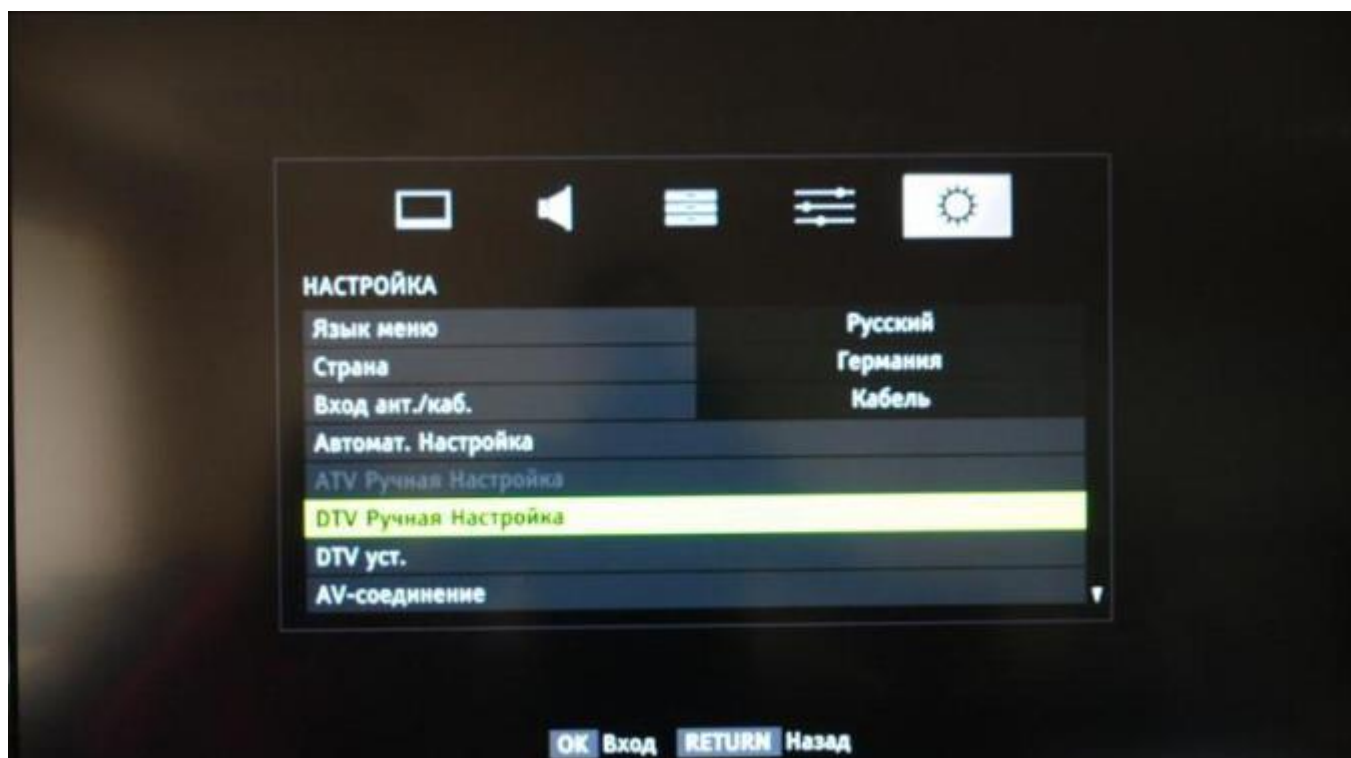 НАСТРОЙКА
Язык меню Русский
Страна Германия
Вход ант./каб. Кабель
Автомат. Настройка
ATV Ручная Настройка
DTV Ручная Настройка
DTV уст.
AV-соединение
OK Вход RETURN Назад